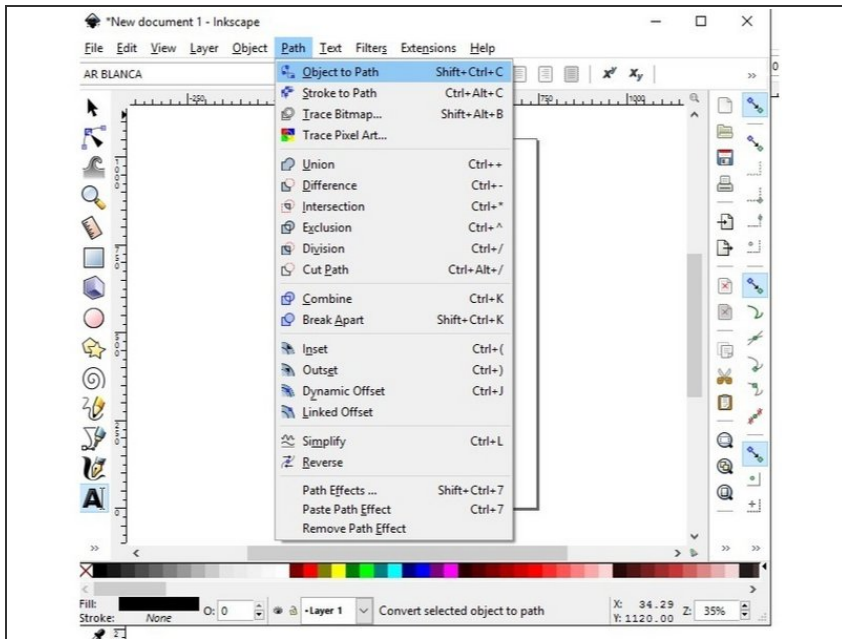 *New document 1 - Inkscape
File Edit View Layer Object Path Text Filters Extensions Help
AR BLANCA
Object to Path Shift+Ctrl+C
Stroke to Path Ctrl+Alt+C
Trace Bitmap... Shift+Alt+B
Trace Pixel Art...
Union Ctrl++
Difference Ctrl+-
Intersection Ctrl+*
Exclusion Ctrl+^
Division Ctrl+/
Cut Path Ctrl+Alt+/
Combine Ctrl+K
Break Apart Shift+Ctrl+K
Inset Ctrl+(
Outset Ctrl+)
Dynamic Offset Ctrl+J
Linked Offset
Simplify Ctrl+L
Reverse
Path Effects ... Shift+Ctrl+7
Paste Path Effect Ctrl+7
Remove Path Effect
-250 750 1000
Fill:
Stroke: None
O: 0
-Layer 1
Convert selected object to path
X: 34.29
Y: 1120.00
Z: 35%